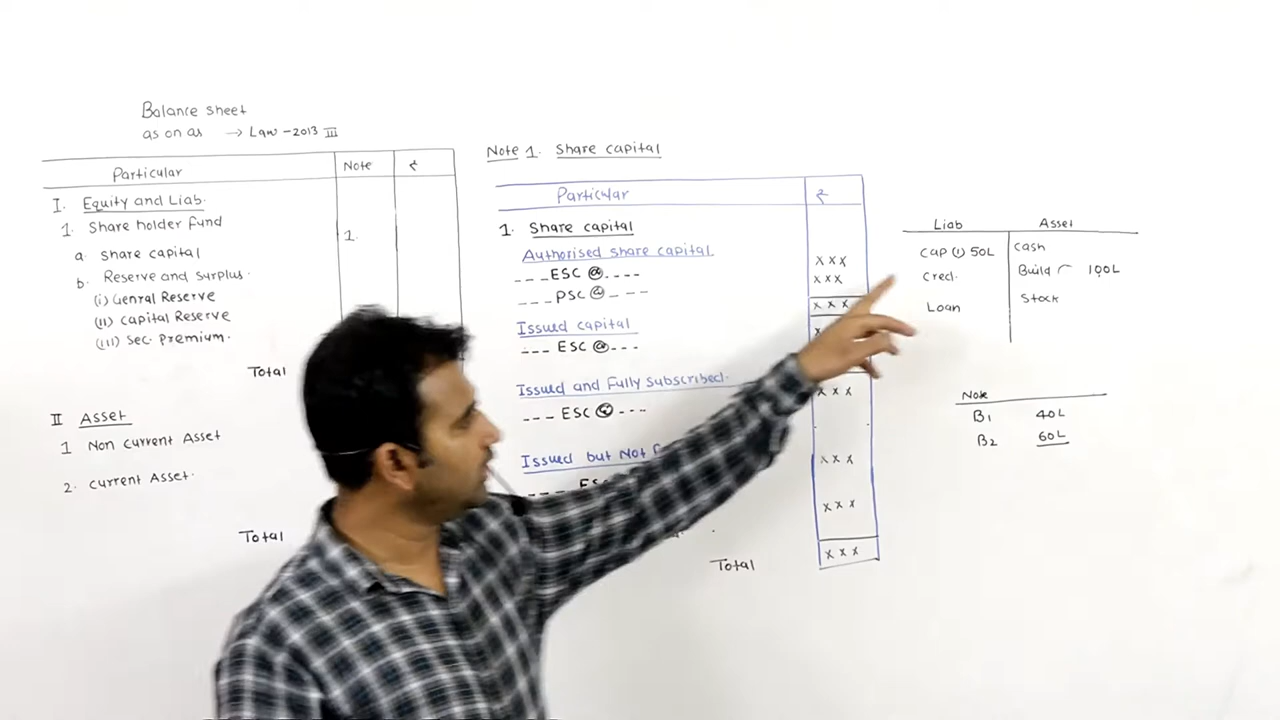 Balance sheet
as on as → Law - 2013 III
Particular Note ₹
I. Equity and Liab.
1. Share holder fund 1.
a. share capital
b. Reserve and surplus.
(i) Genral Reserve
(ii) Capital Reserve
(iii) Sec. Premium.
Total
II Asset
1 Non current Asset
2. current Asset.
Total
Note 1. Share capital
Particular ₹
1. Share capital
Authorised share capital
--- ESC @ ---- xxx
--- PSC @ --- xxx
xxx
Issued capital
--- ESC @ ---
Issued and Fully Subscribed.
--- ESC @ --- xxx
Issued but Not
xxx
xxx
Total xxx
Liab Asset
Cap ① 50L Cash
Cred. Build 100L
Loan Stock
Note
B1 40L
B2 60L